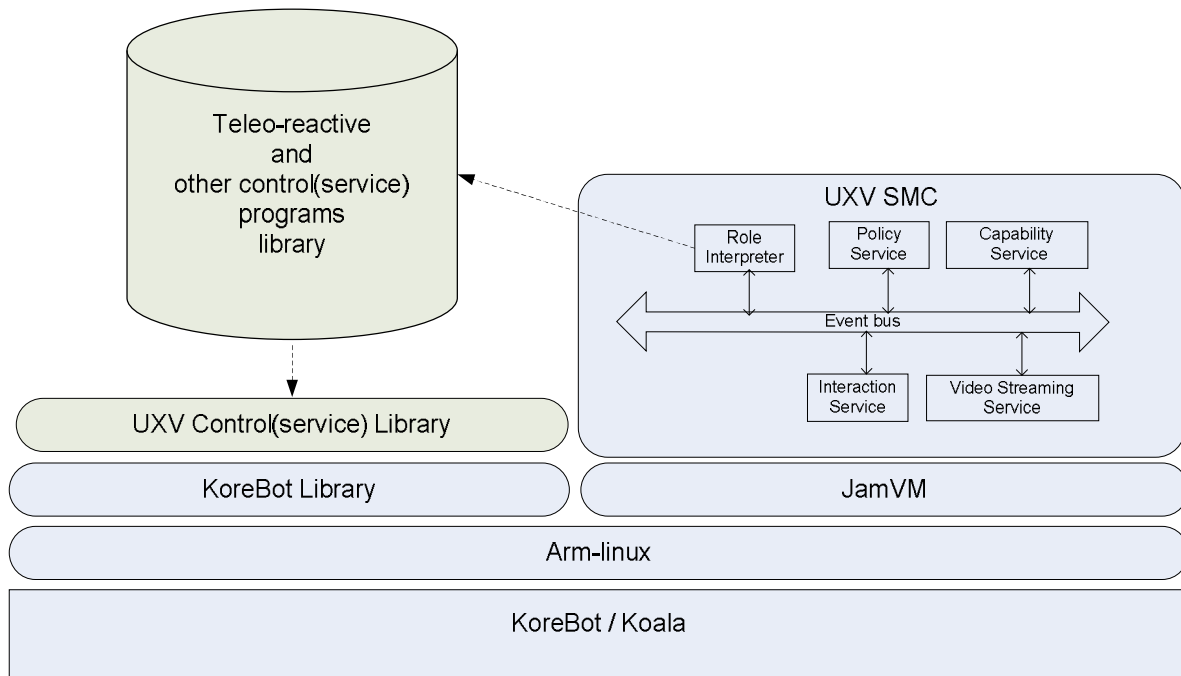 Teleo-reactive
and
other control(service)
programs
library
UXV SMC
Role
Interpreter
Policy
Service
Capability
Service
Event bus
Interaction
Service
Video Streaming
Service
UXV Control(service) Library
KoreBot Library
JamVM
Arm-linux
KoreBot / Koala